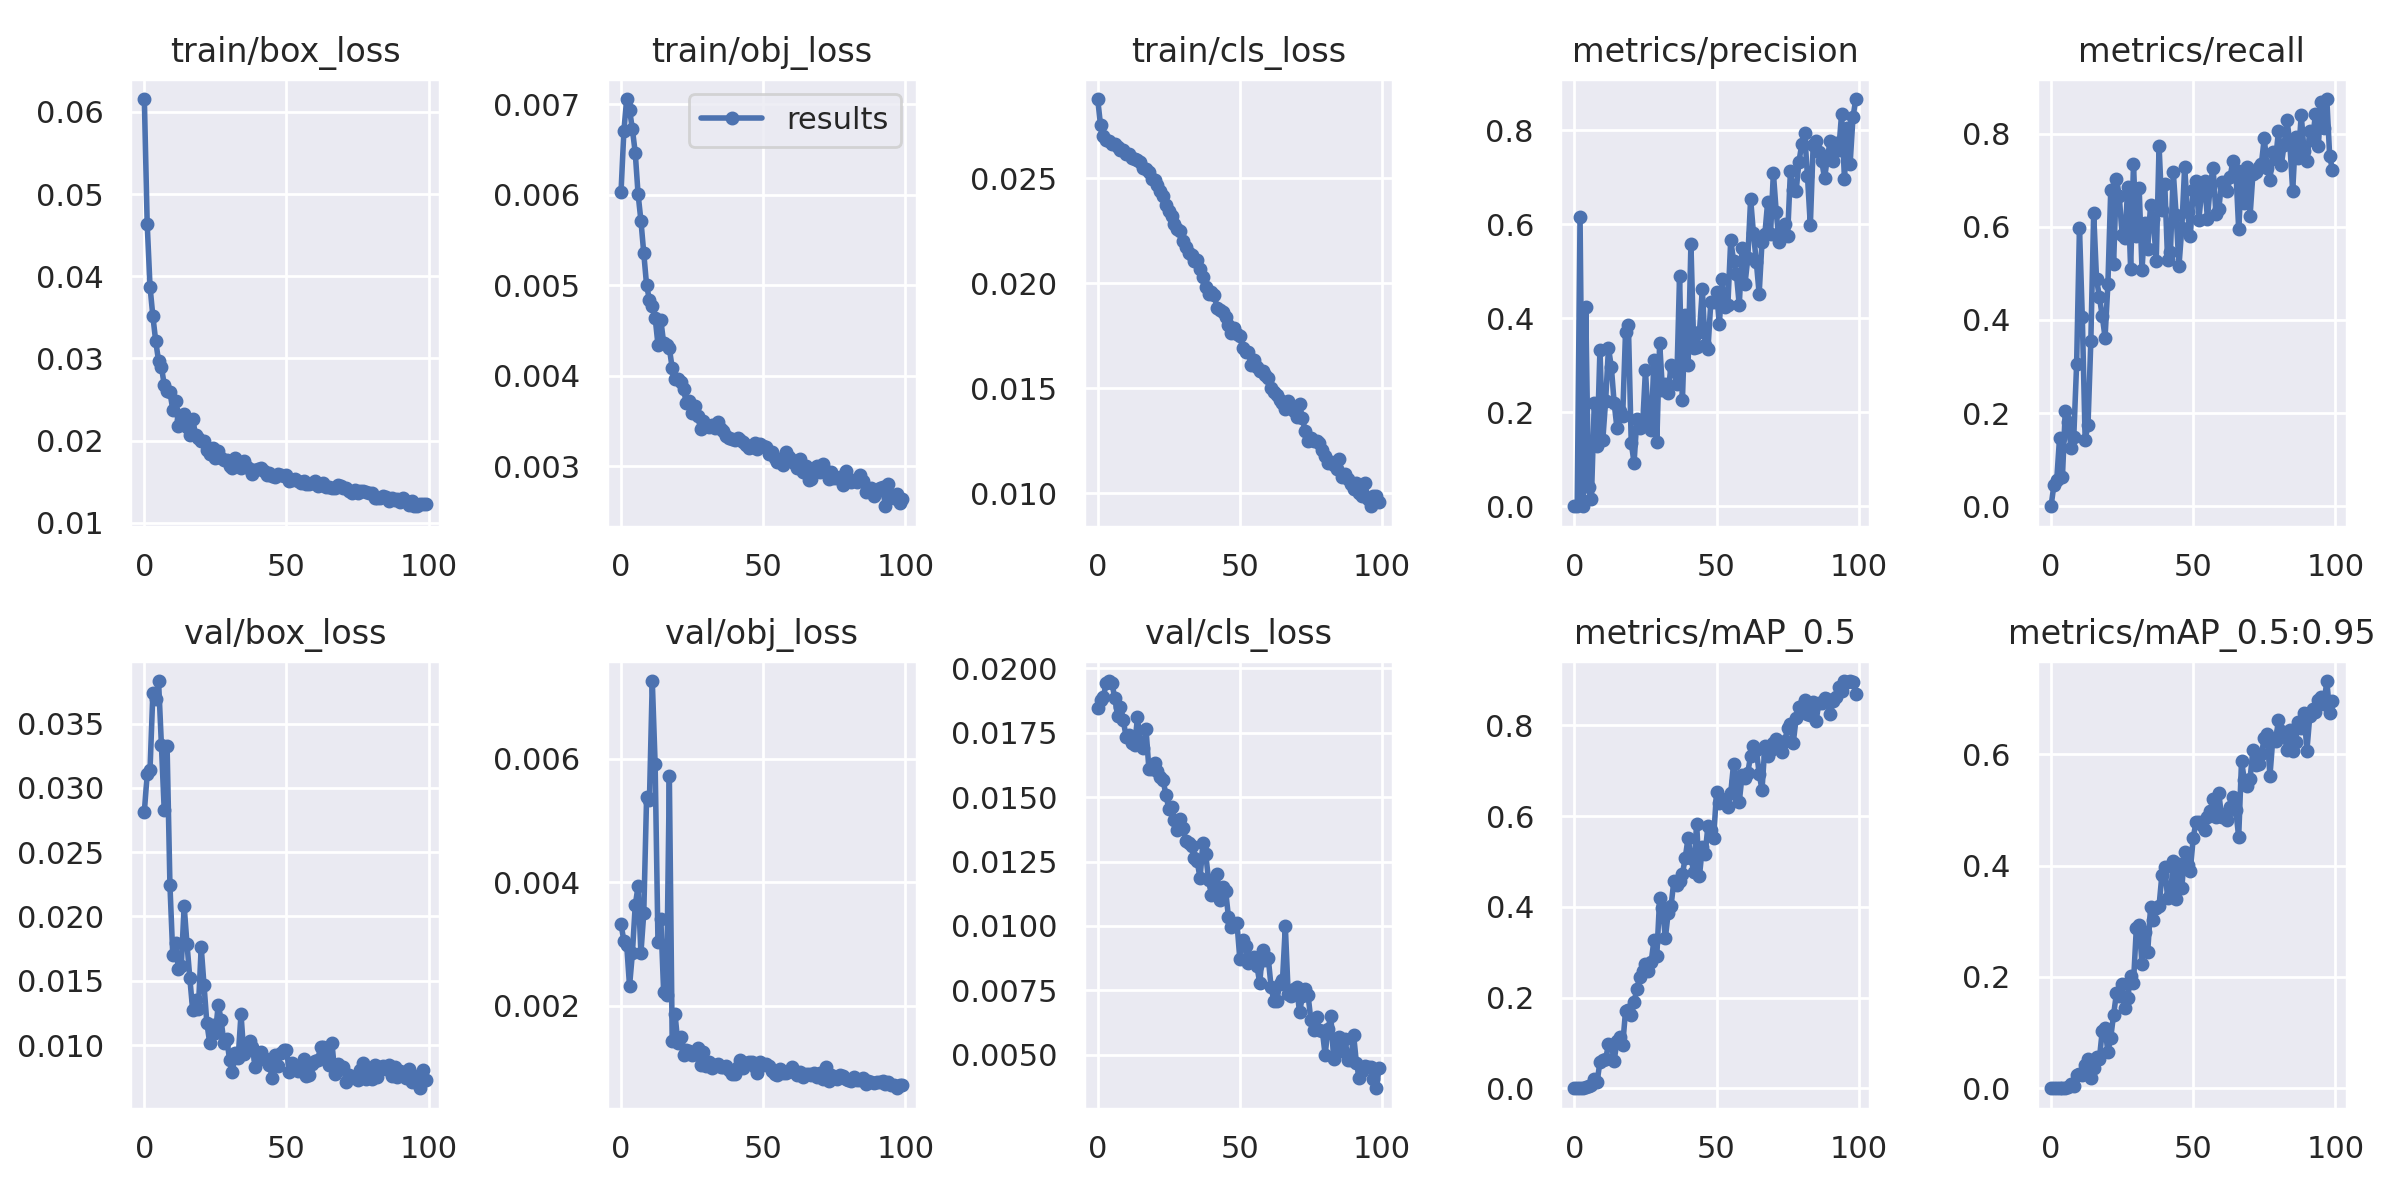 train/box_loss
0.06
0.05
0.04
0.03
0.02
0.01
0 50 100
train/obj_loss
results
0.007
0.006
0.005
0.004
0.003
0 50 100
train/cls_loss
0.025
0.020
0.015
0.010
0 50 100
metrics/precision
0.8
0.6
0.4
0.2
0.0
0 50 100
metrics/recall
0.8
0.6
0.4
0.2
0.0
0 50 100
val/box_loss
0.035
0.030
0.025
0.020
0.015
0.010
0 50 100
val/obj_loss
0.006
0.004
0.002
0 50 100
val/cls_loss
0.0200
0.0175
0.0150
0.0125
0.0100
0.0075
0.0050
0 50 100
metrics/mAP_0.5
0.8
0.6
0.4
0.2
0.0
0 50 100
metrics/mAP_0.5:0.95
0.6
0.4
0.2
0.0
0 50 100